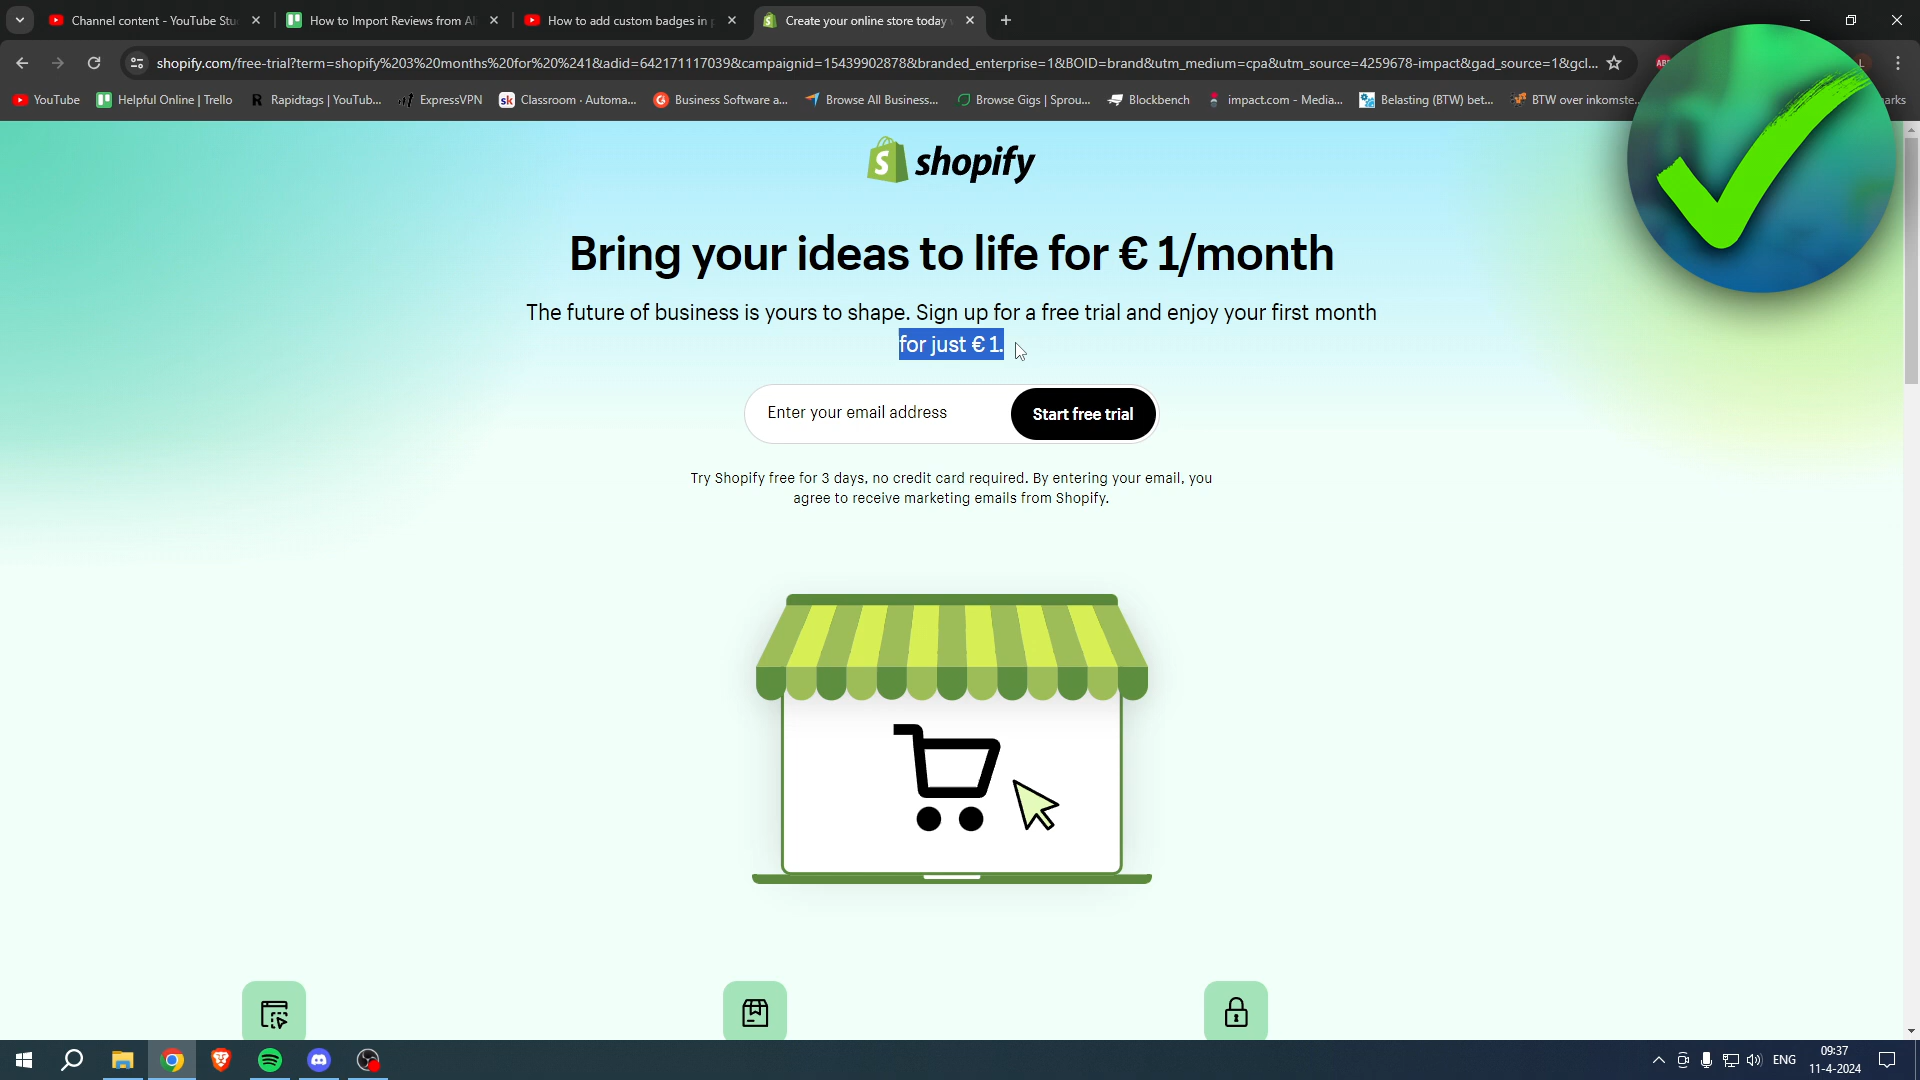 Channel content - YouTube Stu
How to Import Reviews from Al
How to add custom badges in p
Create your online store today
shopify.com/free-trial?term=shopify%203%20months%20for%20%241&adid=642171117039&campaignid=15439902878&branded_enterprise=1&BOID=brand&utm_medium=cpa&utm_source=4259678-impact&gad_source=1&gcl...
YouTube
Helpful Online | Trello
Rapidtags | YouTub...
ExpressVPN
Classroom · Automa...
Business Software a...
Browse All Business...
Browse Gigs | Sprou...
Blockbench
impact.com - Media...
Belasting (BTW) bet...
BTW over inkomste...
arks
shopify
Bring your ideas to life for € 1/month
The future of business is yours to shape. Sign up for a free trial and enjoy your first month
for just € 1.
Enter your email address
Start free trial
Try Shopify free for 3 days, no credit card required. By entering your email, you
agree to receive marketing emails from Shopify.
ENG
09:37
11-4-2024